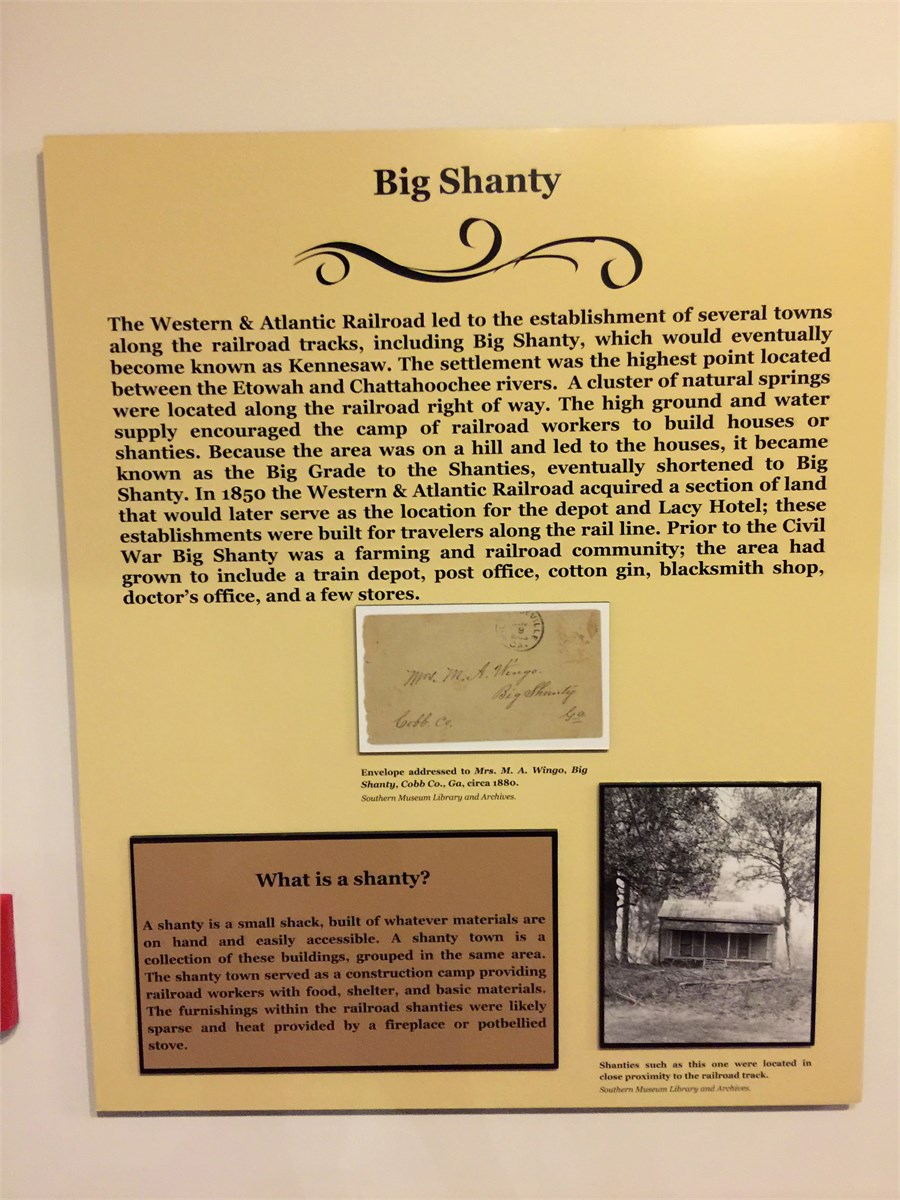 Big Shanty
The Western & Atlantic Railroad led to the establishment of several towns
along the railroad tracks, including Big Shanty, which would eventually
become known as Kennesaw. The settlement was the highest point located
between the Etowah and Chattahoochee rivers. A cluster of natural springs
were located along the railroad right of way. The high ground and water
supply encouraged the camp of railroad workers to build houses or
shanties. Because the area was on a hill and led to the houses, it became
known as the Big Grade to the Shanties, eventually shortened to Big
Shanty. In 1850 the Western & Atlantic Railroad acquired a section of land
that would later serve as the location for the depot and Lacy Hotel; these
establishments were built for travelers along the rail line. Prior to the Civil
War Big Shanty was a farming and railroad community; the area had
grown to include a train depot, post office, cotton gin, blacksmith shop,
doctor's office, and a few stores.
Mrs. M. A. Wingo.
Big Shanty
Cobb. Co.
Ga
Envelope addressed to Mrs. M. A. Wingo, Big
Shanty, Cobb Co., Ga, circa 1880.
Southern Museum Library and Archives.
What is a shanty?
A shanty is a small shack, built of whatever materials are
on hand and easily accessible. A shanty town is a
collection of these buildings, grouped in the same area.
The shanty town served as a construction camp providing
railroad workers with food, shelter, and basic materials.
The furnishings within the railroad shanties were likely
sparse and heat provided by a fireplace or potbellied
stove.
Shanties such as this one were located in
close proximity to the railroad track.
Southern Museum Library and Archives.